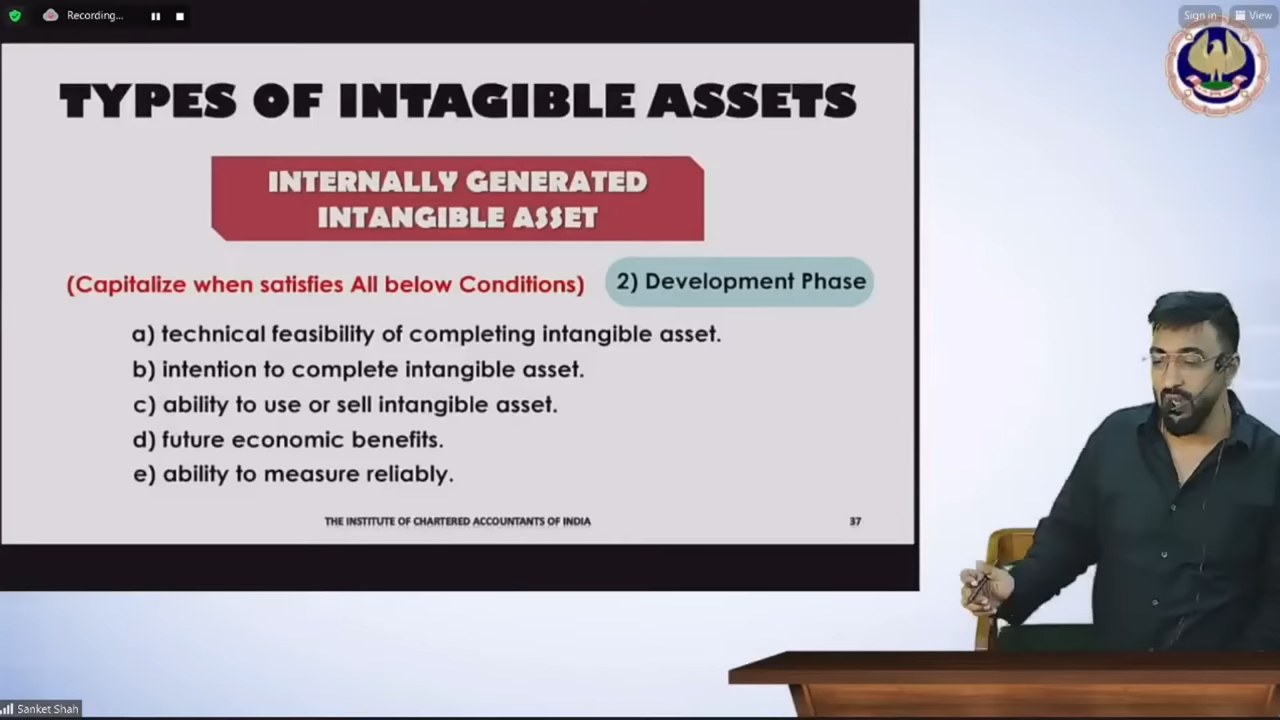 Recording...
Sign in
View
TYPES OF INTAGIBLE ASSETS
INTERNALLY GENERATED
INTANGIBLE ASSET
(Capitalize when satisfies All below Conditions)
2) Development Phase
a) technical feasibility of completing intangible asset.
b) intention to complete intangible asset.
c) ability to use or sell intangible asset.
d) future economic benefits.
e) ability to measure reliably.
THE INSTITUTE OF CHARTERED ACCOUNTANTS OF INDIA
37
Sanket Shah